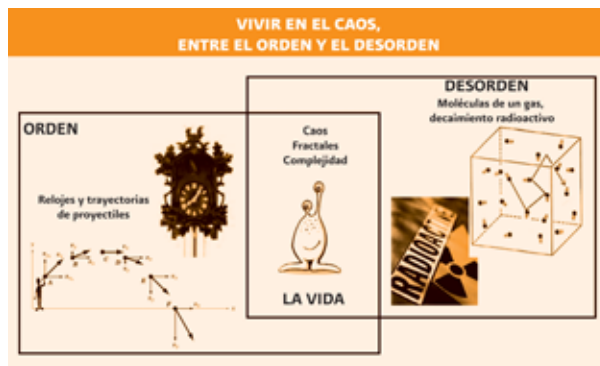 VIVIR EN EL CAOS,
ENTRE EL ORDEN Y EL DESORDEN
ORDEN
Relojes y trayectorias
de proyectiles
Caos
Fractales
Complejidad
LA VIDA
DESORDEN
Moléculas de un gas,
decaimiento radioactivo
RADIOACTIVE